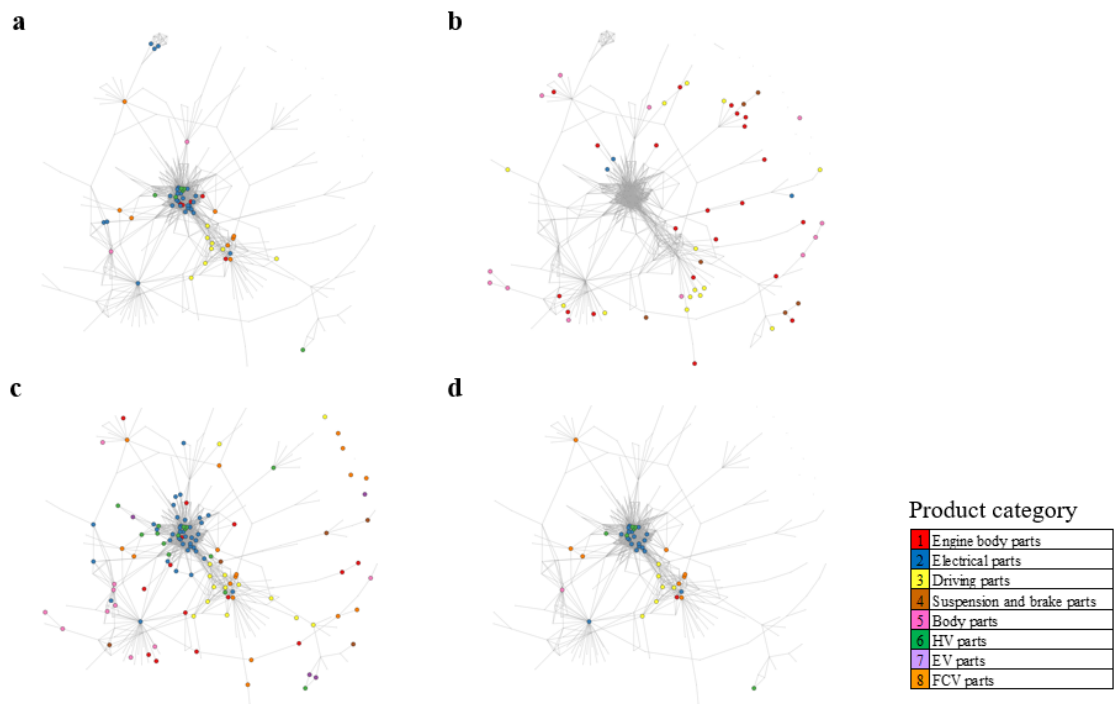 a
b
c
d
Product category
1 Engine body parts
2 Electrical parts
3 Driving parts
4 Suspension and brake parts
5 Body parts
6 HV parts
7 EV parts
8 FCV parts